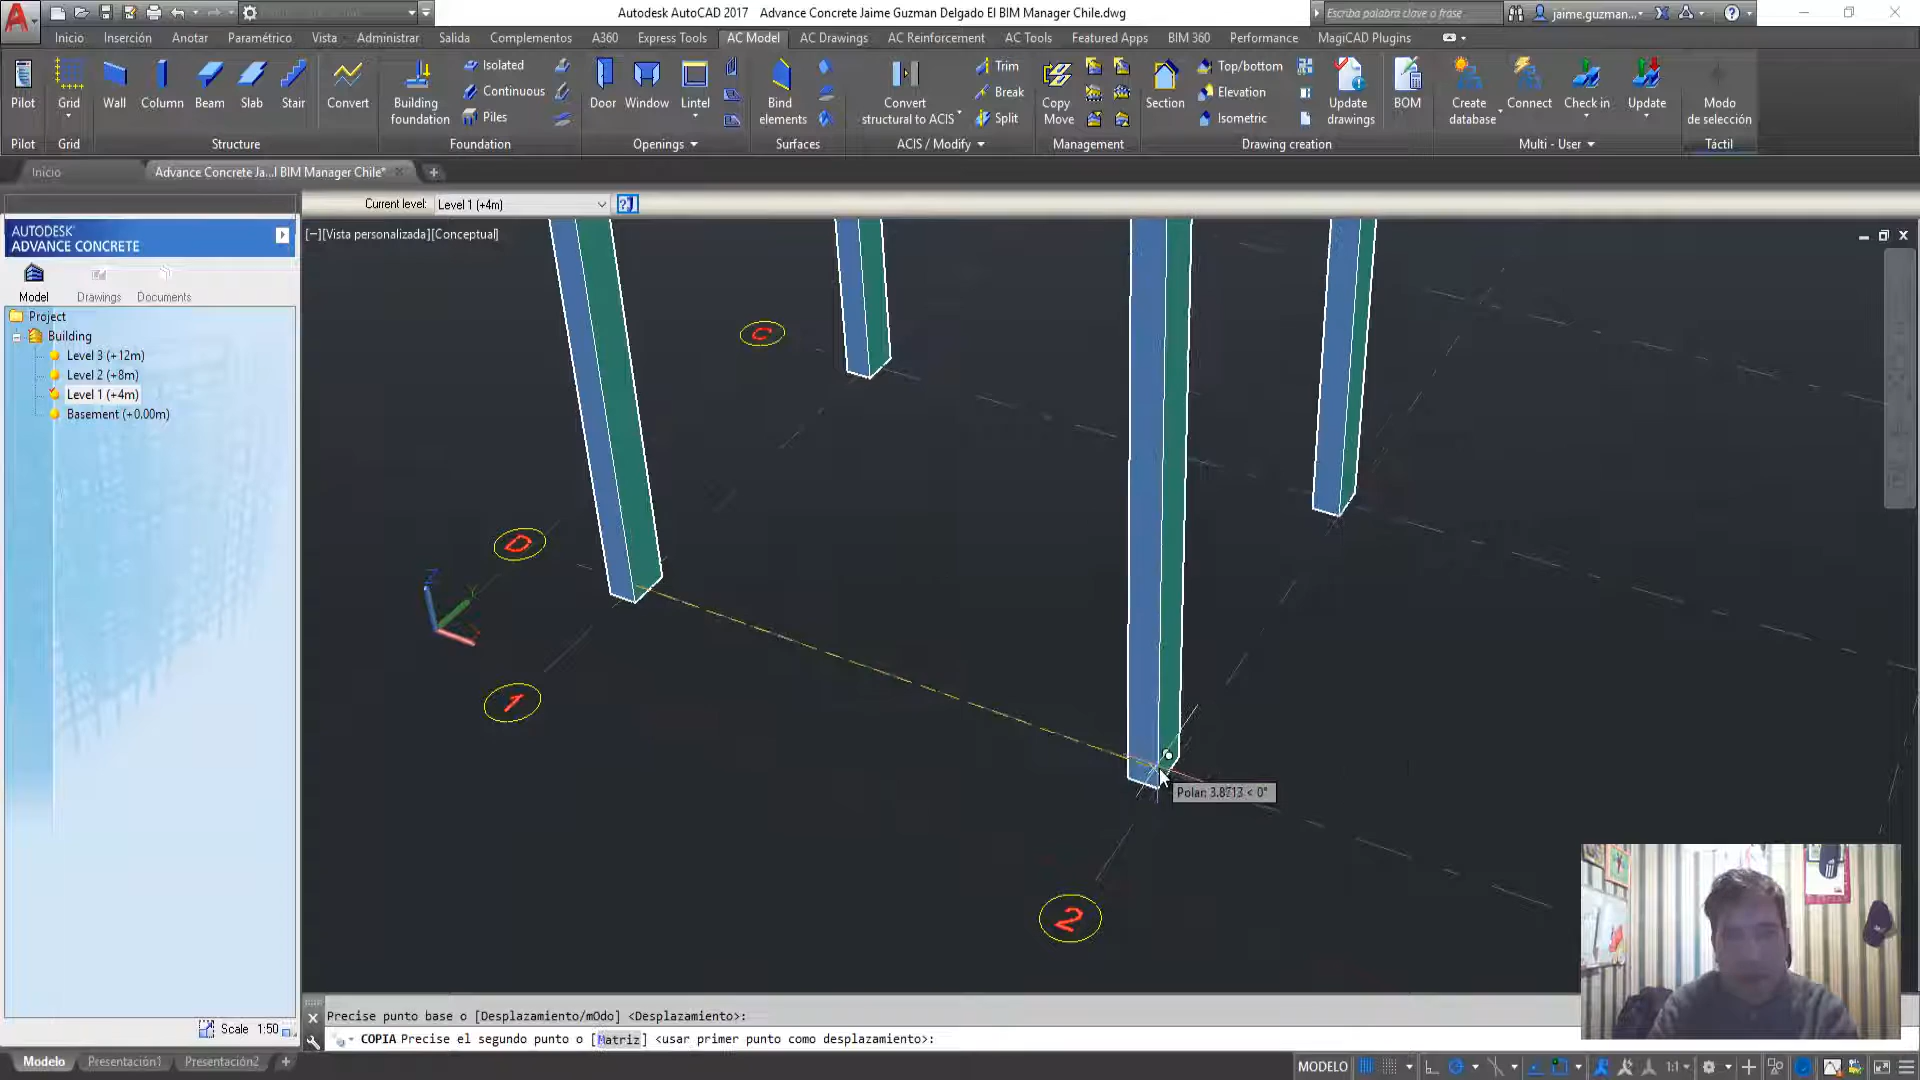 Autodesk AutoCAD 2017 Advance Concrete Jaime Guzman Delgado El BIM Manager Chile.dwg
Escriba palabra clave o frase
jaime.guzman...
Inicio Inserción Anotar Paramétrico Vista Administrar Salida Complementos A360 Express Tools AC Model AC Drawings AC Reinforcement AC Tools Featured Apps BIM 360 Performance MagiCAD Plugins
Isolated Trim Top/bottom
Continuous Break Elevation
Piles Split Isometric
Pilot Grid Wall Column Beam Slab Stair Convert Building foundation Door Window Lintel Bind elements Convert structural to ACIS Copy Move Section Update drawings BOM Create database Connect Check in Update Modo de selección
Pilot Grid Structure Foundation Openings Surfaces ACIS / Modify Management Drawing creation Multi - User Táctil
Inicio
Advance Concrete Ja...l BIM Manager Chile*
Current level: Level 1 (+4m)
AUTODESK®
ADVANCE CONCRETE
[−][Vista personalizada][Conceptual]
Model Drawings Documents
Project
Building
Level 3 (+12m)
Level 2 (+8m)
Level 1 (+4m)
Basement (+0.00m)
C
D
Z
1
2
Polar: 3.8713 < 0°
Precise punto base o [Desplazamiento/mOdo] <Desplazamiento>:
Scale 1:50
COPIA Precise el segundo punto o [Matriz] <usar primer punto como desplazamiento>:
Modelo Presentación1 Presentación2 +
MODELO
1:1